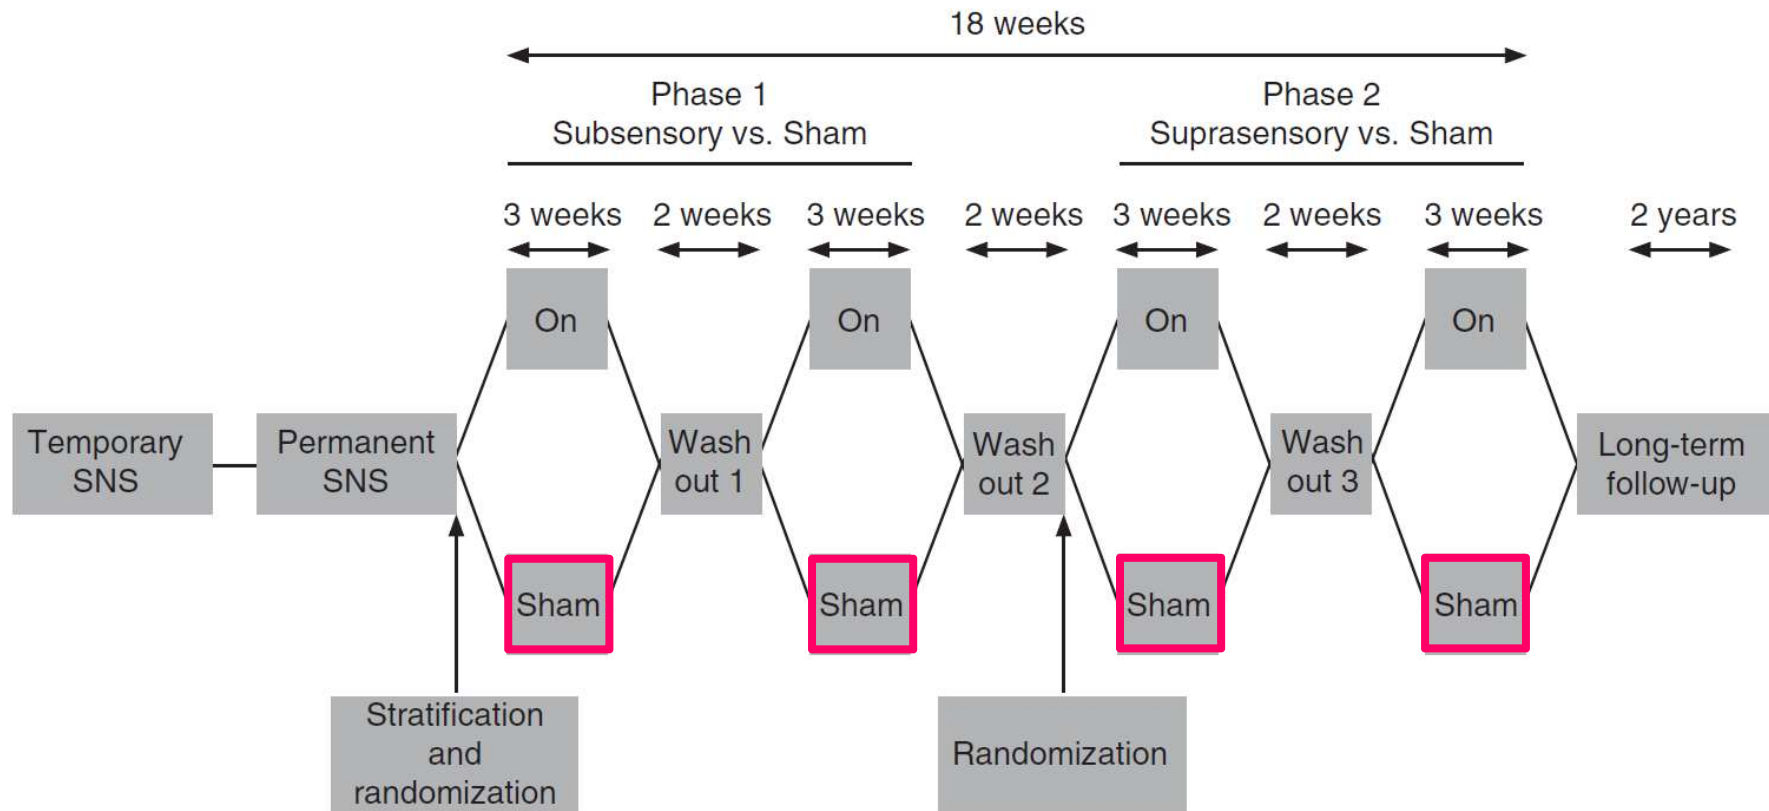 18 weeks
Phase 1
Subsensory vs. Sham
Phase 2
Suprasensory vs. Sham
3 weeks
2 weeks
3 weeks
2 weeks
3 weeks
2 weeks
3 weeks
2 years
On
On
On
On
Temporary
SNS
Permanent
SNS
Wash
out 1
Wash
out 2
Wash
out 3
Long-term
follow-up
Sham
Sham
Sham
Sham
Stratification
and
randomization
Randomization